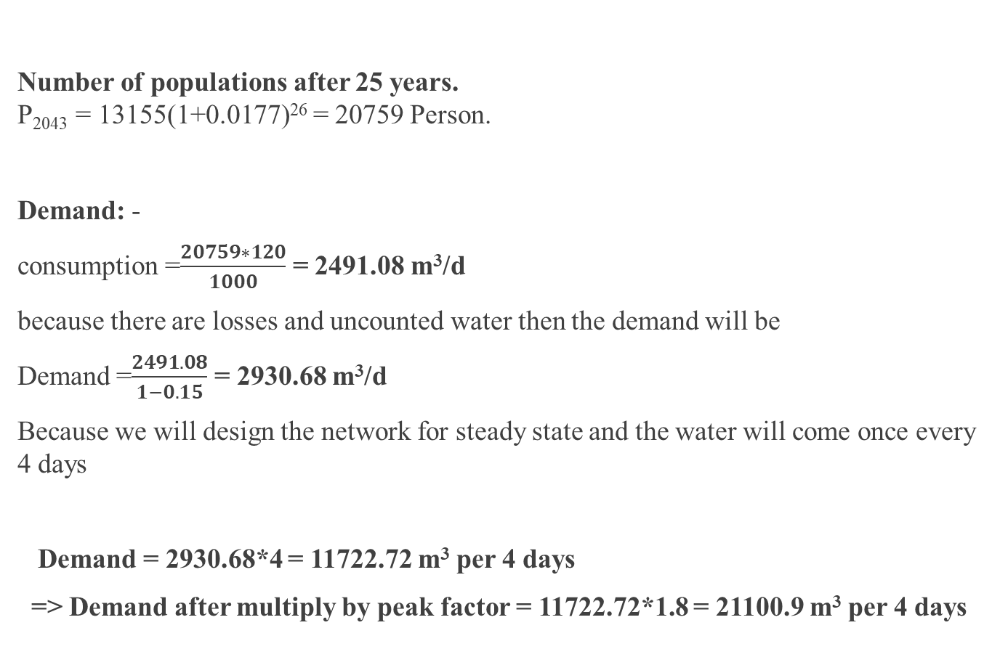 Number of populations after 25 years.
P₂₀₄₃ = 13155(1+0.0177)²⁶ = 20759 Person.
Demand: -
consumption = 20759*120/1000 = 2491.08 m³/d
because there are losses and uncounted water then the demand will be
Demand = 2491.08/1−0.15 = 2930.68 m³/d
Because we will design the network for steady state and the water will come once every
4 days
Demand = 2930.68*4 = 11722.72 m³ per 4 days
=> Demand after multiply by peak factor = 11722.72*1.8 = 21100.9 m³ per 4 days